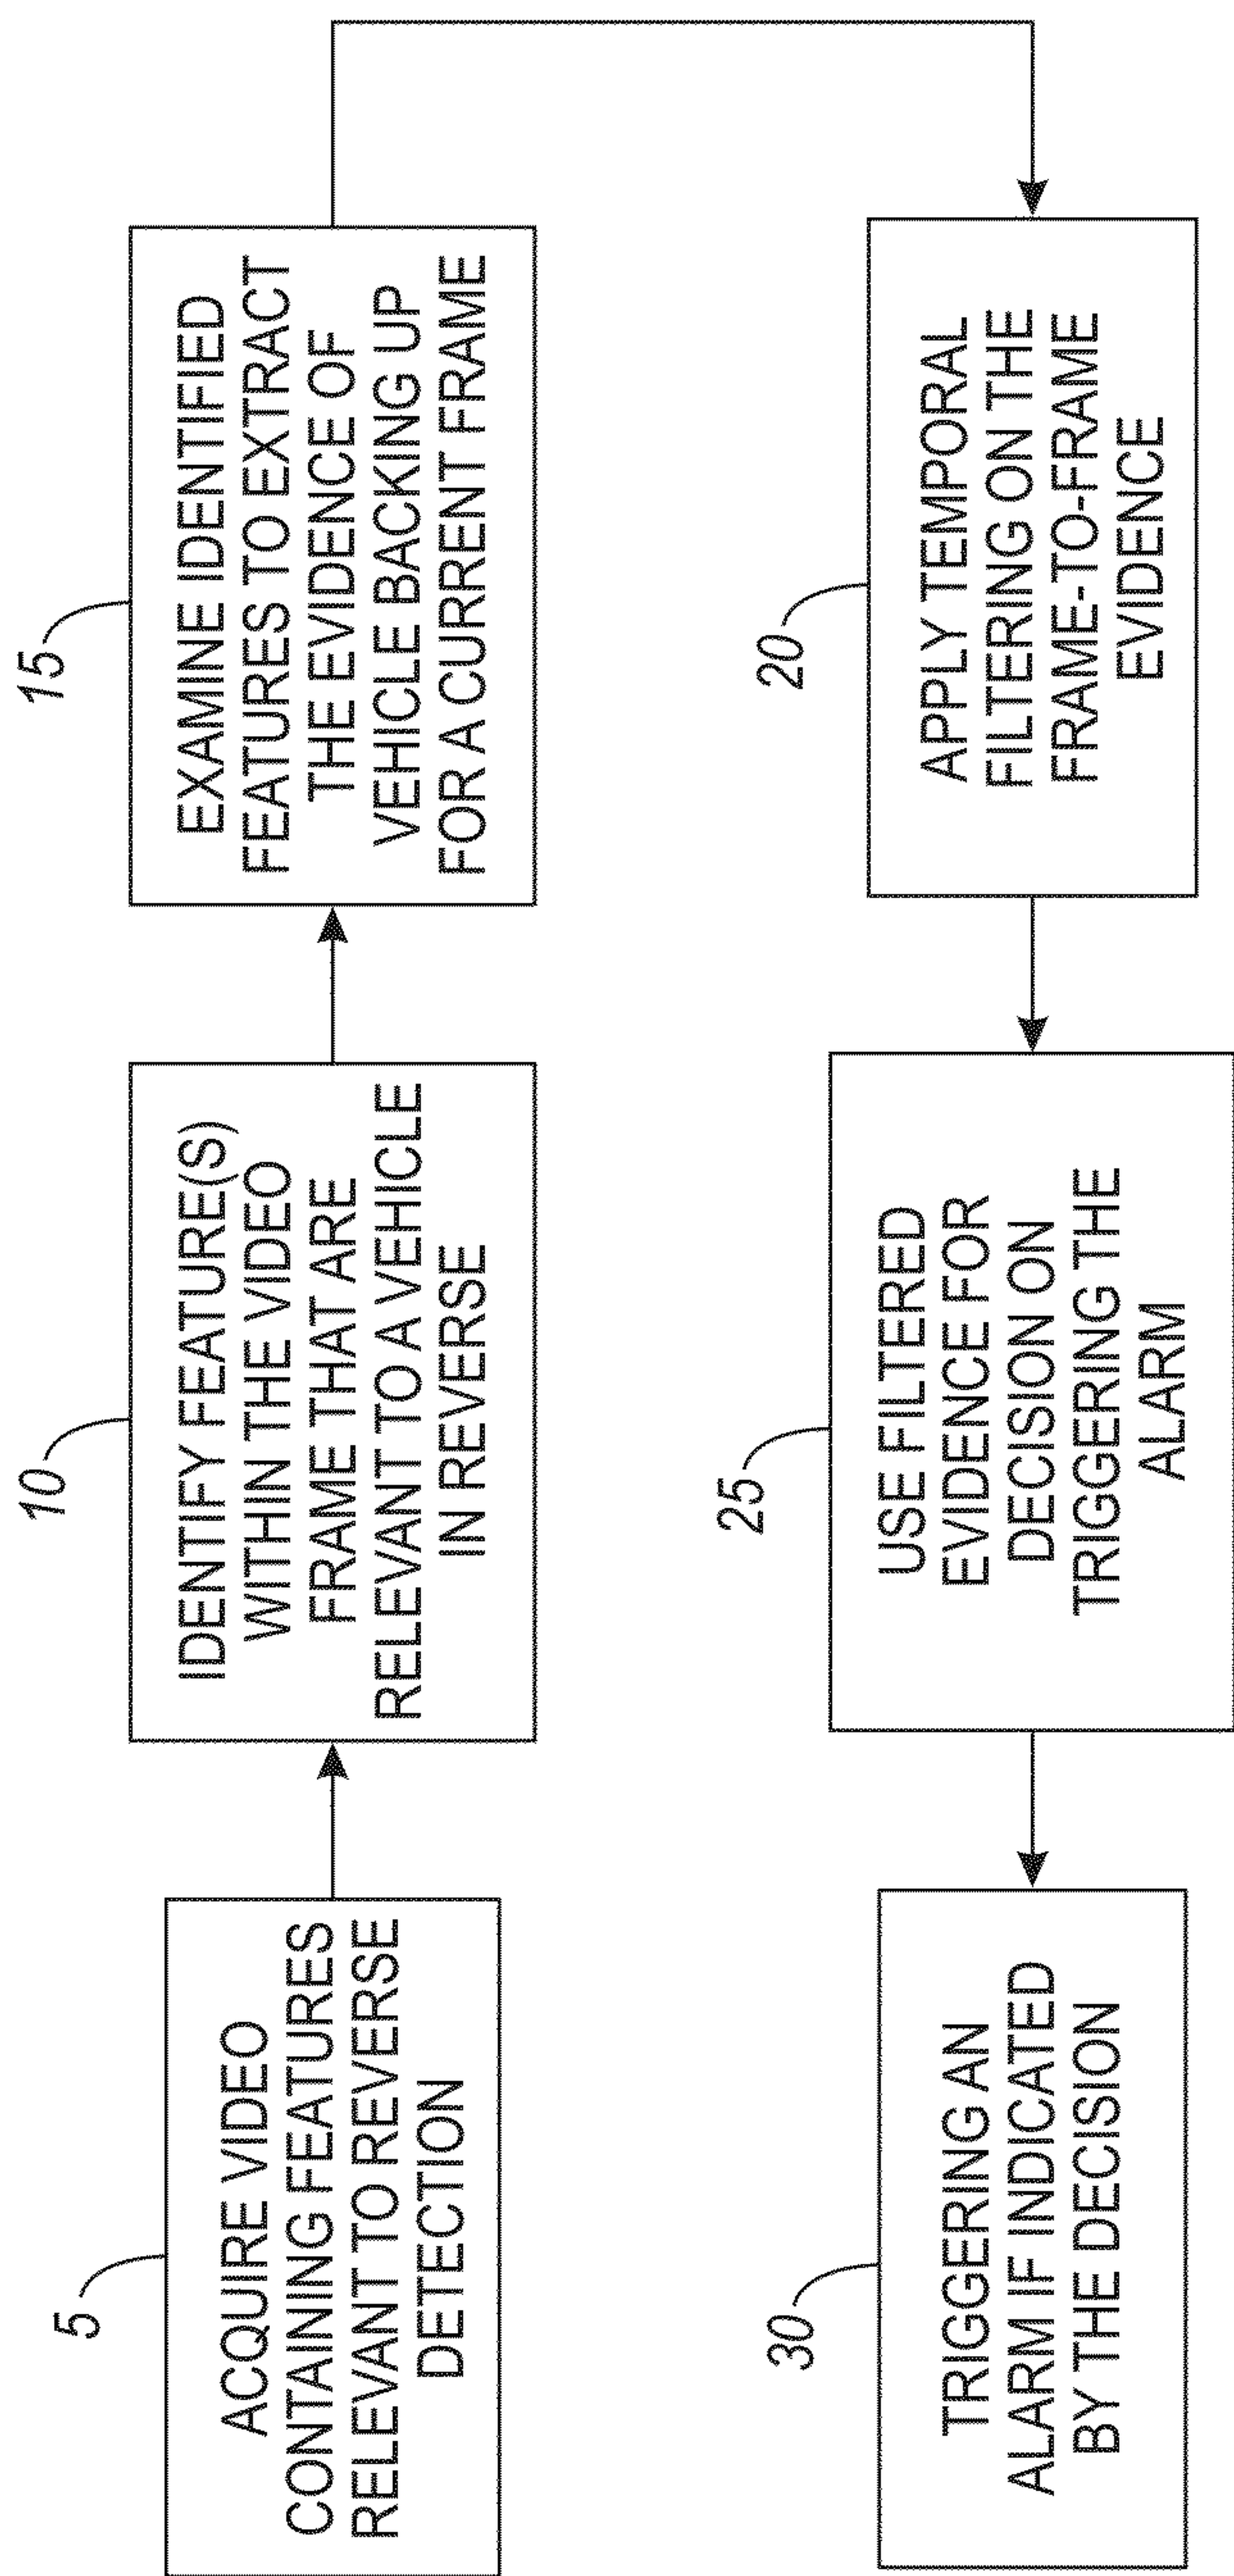 5
ACQUIRE VIDEO
CONTAINING FEATURES
RELEVANT TO REVERSE
DETECTION
10
IDENTIFY FEATURE(S)
WITHIN THE VIDEO
FRAME THAT ARE
RELEVANT TO A VEHICLE
IN REVERSE
15
EXAMINE IDENTIFIED
FEATURES TO EXTRACT
THE EVIDENCE OF
VEHICLE BACKING UP
FOR A CURRENT FRAME
20
APPLY TEMPORAL
FILTERING ON THE
FRAME-TO-FRAME
EVIDENCE
25
USE FILTERED
EVIDENCE FOR
DECISION ON
TRIGGERING THE
ALARM
30
TRIGGERING AN
ALARM IF INDICATED
BY THE DECISION